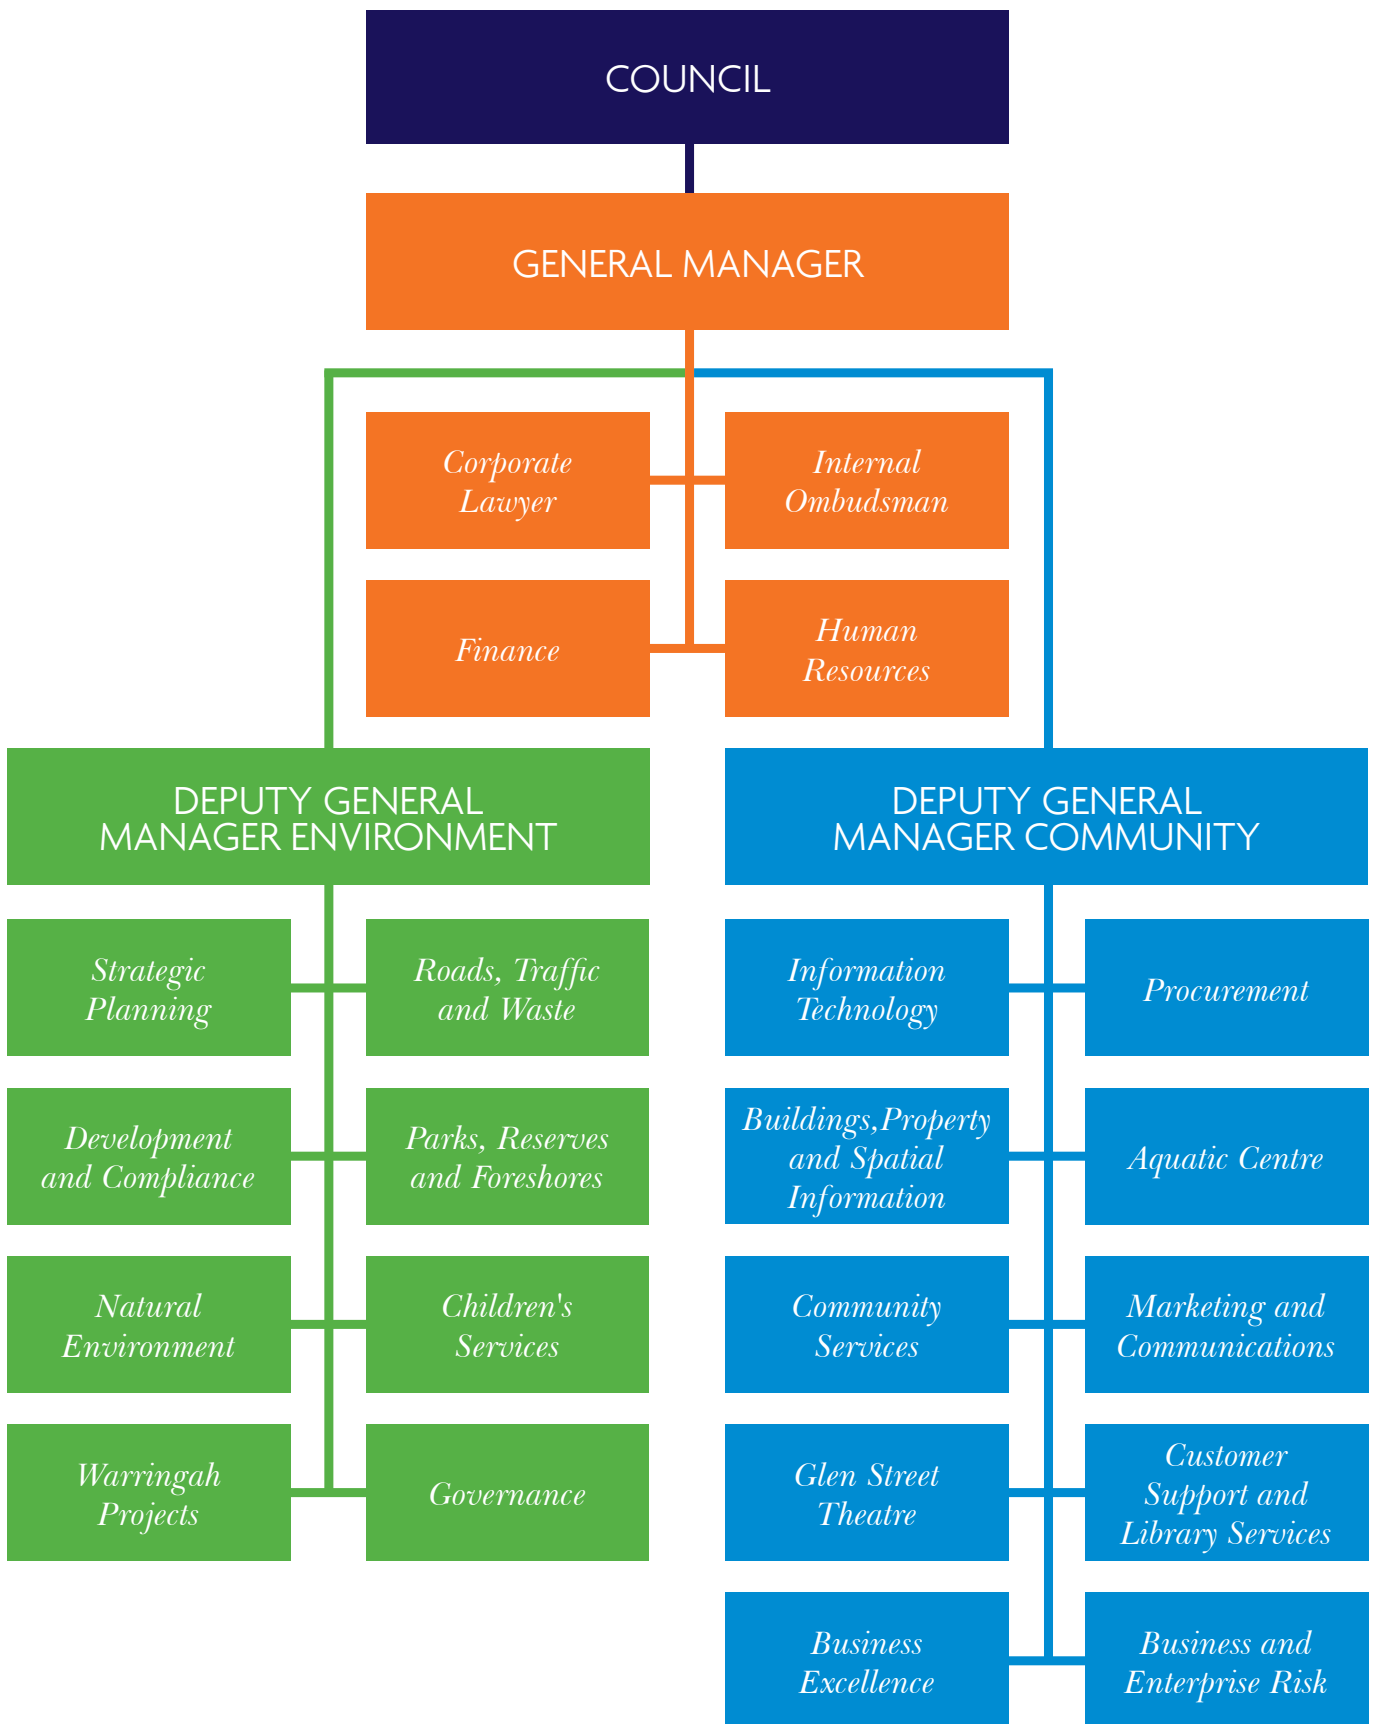 COUNCIL
GENERAL MANAGER
Corporate
Lawyer
Internal
Ombudsman
Finance
Human
Resources
DEPUTY GENERAL
MANAGER ENVIRONMENT
Strategic
Planning
Roads, Traffic
and Waste
Development
and Compliance
Parks, Reserves
and Foreshores
Natural
Environment
Children's
Services
Warringah
Projects
Governance
DEPUTY GENERAL
MANAGER COMMUNITY
Information
Technology
Procurement
Buildings,Property
and Spatial
Information
Aquatic Centre
Community
Services
Marketing and
Communications
Glen Street
Theatre
Customer
Support and
Library Services
Business
Excellence
Business and
Enterprise Risk